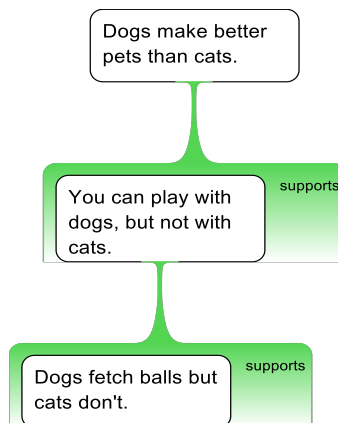 Dogs make better
pets than cats.
supports
You can play with
dogs, but not with
cats.
supports
Dogs fetch balls but
cats don't.